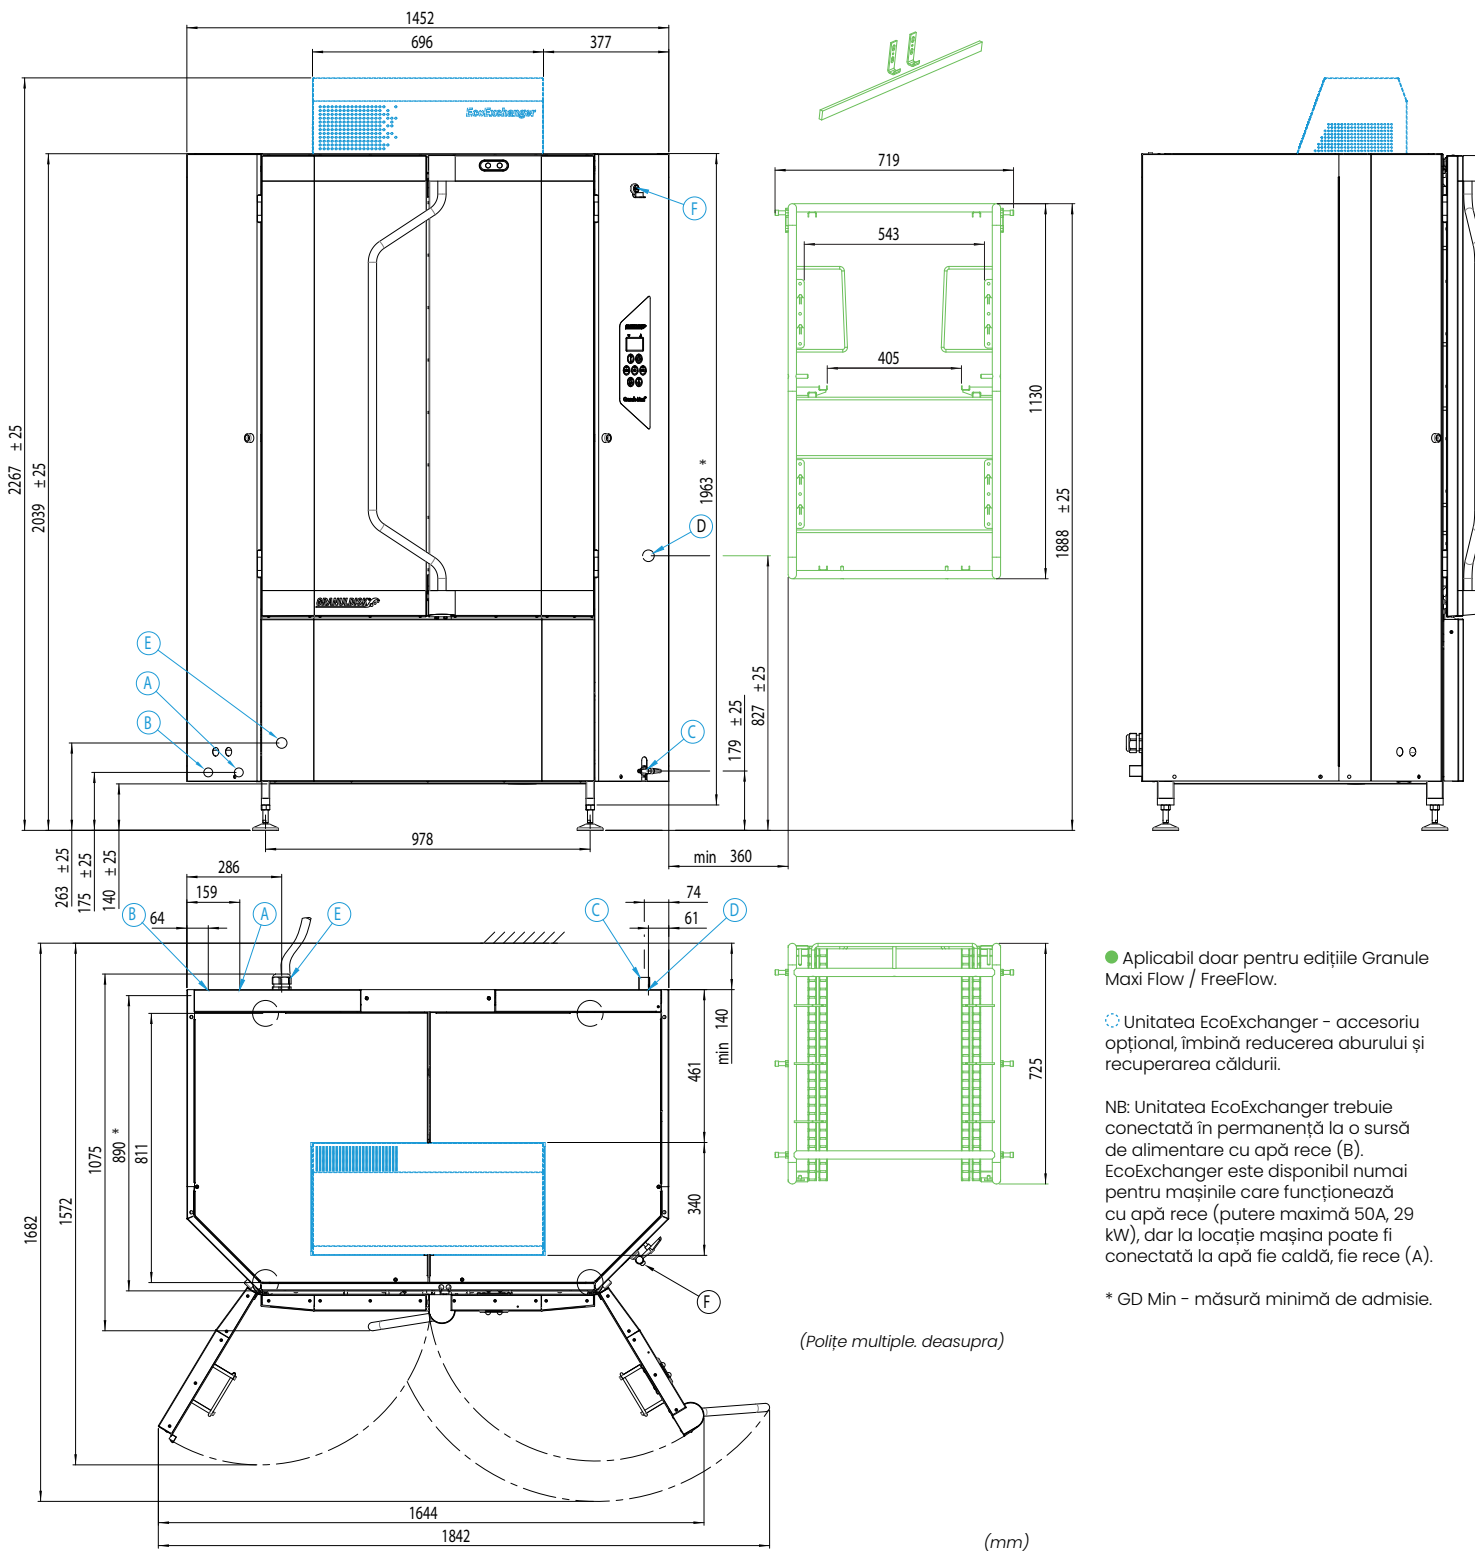 1452
696
377
EcoExchanger
F
719
543
405
1130
1888 ±25
2267 ±25
2039 ±25
1963 *
D
GRANULDISK
E
A
B
C
827 ±25
179 ±25
978
min 360
263 ±25
175 ±25
140 ±25
286
159
64
B
A
E
C
D
74
61
min 140
461
340
725
1075
890 *
811
1572
1682
F
1644
1842
Aplicabil doar pentru edițiile Granule
Maxi Flow / FreeFlow.
Unitatea EcoExchanger - accesoriu
opțional, îmbină reducerea aburului și
recuperarea căldurii.
NB: Unitatea EcoExchanger trebuie
conectată în permanență la o sursă
de alimentare cu apă rece (B).
EcoExchanger este disponibil numai
pentru mașinile care funcționează
cu apă rece (putere maximă 50A, 29
kW), dar la locație mașina poate fi
conectată la apă fie caldă, fie rece (A).
* GD Min - măsură minimă de admisie.
(Polițe multiple. deasupra)
(mm)